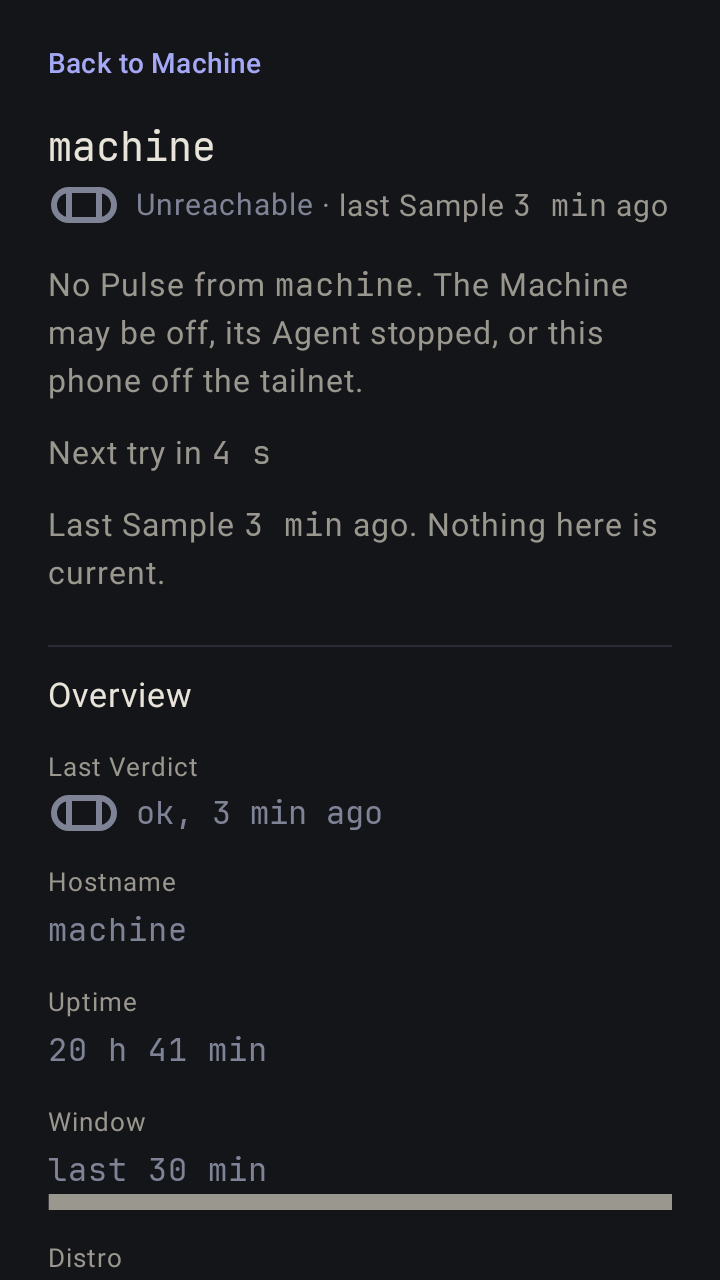 Back to Machine
machine
Unreachable · last Sample 3 min ago
No Pulse from machine. The Machine
may be off, its Agent stopped, or this
phone off the tailnet.
Next try in 4 s
Last Sample 3 min ago. Nothing here is
current.
Overview
Last Verdict
ok, 3 min ago
Hostname
machine
Uptime
20 h 41 min
Window
last 30 min
Distro